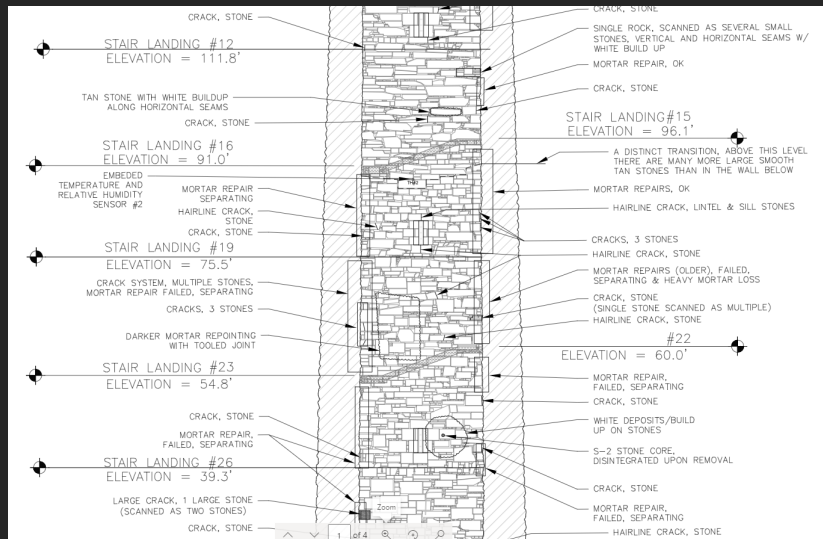 CRACK, STONE
STAIR LANDING #12
ELEVATION = 111.8'
TAN STONE WITH WHITE BUILDUP
ALONG HORIZONTAL SEAMS
CRACK, STONE
STAIR LANDING #16
ELEVATION = 91.0'
EMBEDED
TEMPERATURE AND
RELATIVE HUMIDITY
SENSOR #2
MORTAR REPAIR
SEPARATING
HAIRLINE CRACK,
STONE
CRACK, STONE
STAIR LANDING #19
ELEVATION = 75.5'
CRACK SYSTEM, MULTIPLE STONES,
MORTAR REPAIR FAILED, SEPARATING
CRACKS, 3 STONES
DARKER MORTAR REPOINTING
WITH TOOLED JOINT
STAIR LANDING #23
ELEVATION = 54.8'
CRACK, STONE
MORTAR REPAIR,
FAILED, SEPARATING
STAIR LANDING #26
ELEVATION = 39.3'
LARGE CRACK, 1 LARGE STONE
(SCANNED AS TWO STONES)
CRACK, STONE
CRACK, STONE
SINGLE ROCK, SCANNED AS SEVERAL SMALL
STONES, VERTICAL AND HORIZONTAL SEAMS W/
WHITE BUILD UP
MORTAR REPAIR, OK
CRACK, STONE
STAIR LANDING#15
ELEVATION = 96.1'
A DISTINCT TRANSITION, ABOVE THIS LEVEL
THERE ARE MANY MORE LARGE SMOOTH
TAN STONES THAN IN THE WALL BELOW
MORTAR REPAIRS, OK
HAIRLINE CRACK, LINTEL & SILL STONES
CRACKS, 3 STONES
HAIRLINE CRACK, STONE
MORTAR REPAIRS (OLDER), FAILED,
SEPARATING & HEAVY MORTAR LOSS
CRACK, STONE
(SINGLE STONE SCANNED AS MULTIPLE)
HAIRLINE CRACK, STONE
#22
ELEVATION = 60.0'
MORTAR REPAIR,
FAILED, SEPARATING
CRACK, STONE
WHITE DEPOSITS/BUILD
UP ON STONES
S-2 STONE CORE,
DISINTEGRATED UPON REMOVAL
CRACK, STONE
MORTAR REPAIR,
FAILED, SEPARATING
HAIRLINE CRACK, STONE
Zoom
1 of 4